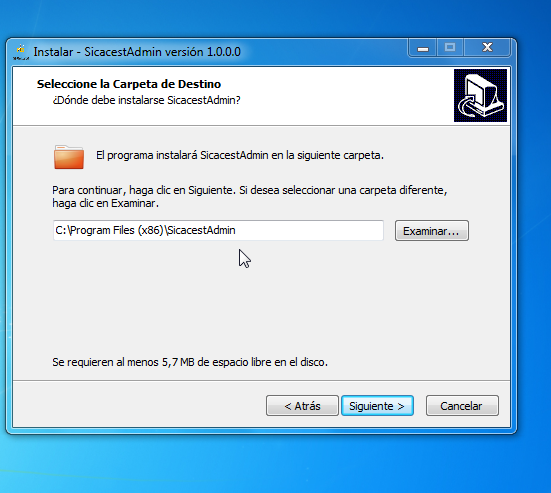 Instalar - SicacestAdmin versión 1.0.0.0
Seleccione la Carpeta de Destino
¿Dónde debe instalarse SicacestAdmin?
El programa instalará SicacestAdmin en la siguiente carpeta.
Para continuar, haga clic en Siguiente. Si desea seleccionar una carpeta diferente,
haga clic en Examinar.
C:\Program Files (x86)\SicacestAdmin
Examinar...
Se requieren al menos 5,7 MB de espacio libre en el disco.
< Atrás
Siguiente >
Cancelar